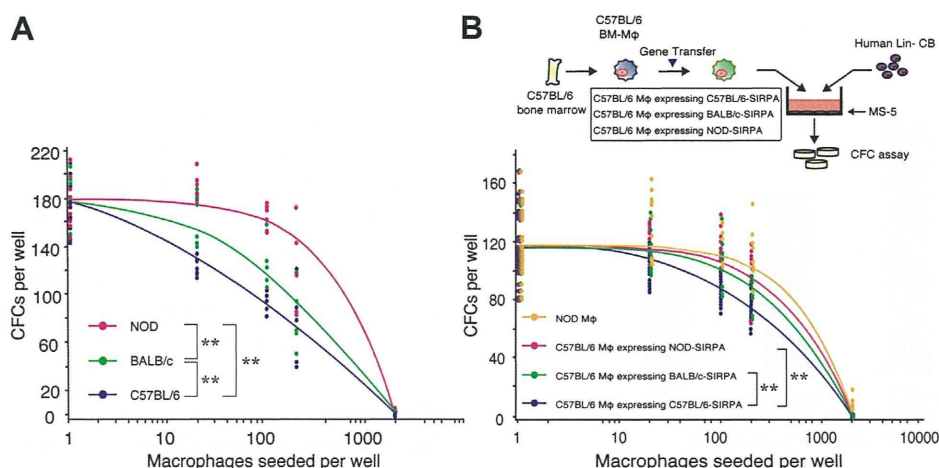 A
CFCs per well
220
180
140
100
60
20
0
NOD
BALB/c
C57BL/6
**
**
**
1
10
100
1000
Macrophages seeded per well
B
C57BL/6
BM-Mφ
Gene Transfer
Human Lin- CB
C57BL/6
bone marrow
C57BL/6 Mφ expressing C57BL/6-SIRPA
C57BL/6 Mφ expressing BALB/c-SIRPA
C57BL/6 Mφ expressing NOD-SIRPA
MS-5
CFC assay
CFCs per well
160
120
80
40
0
NOD Mφ
C57BL/6 Mφ expressing NOD-SIRPA
C57BL/6 Mφ expressing BALB/c-SIRPA
C57BL/6 Mφ expressing C57BL/6-SIRPA
**
**
1
10
100
1000
10000
Macrophages seeded per well